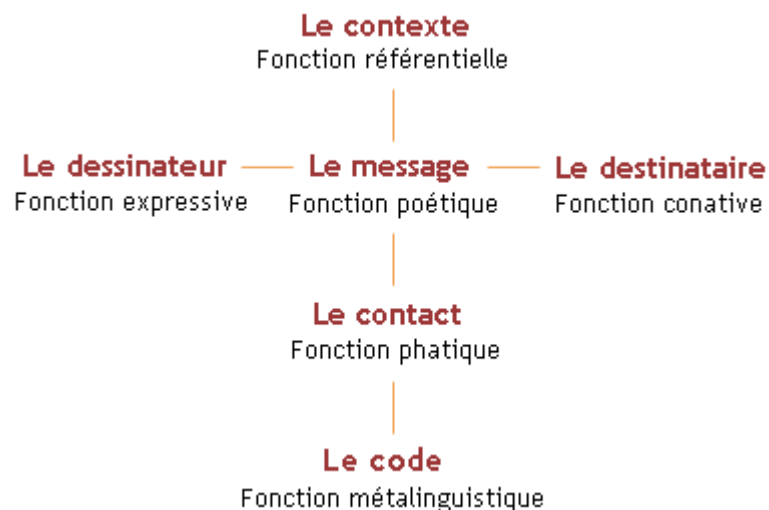 Le contexte
Fonction référentielle
Le dessinateur Le message Le destinataire
Fonction expressive Fonction poétique Fonction conative
Le contact
Fonction phatique
Le code
Fonction métalinguistique